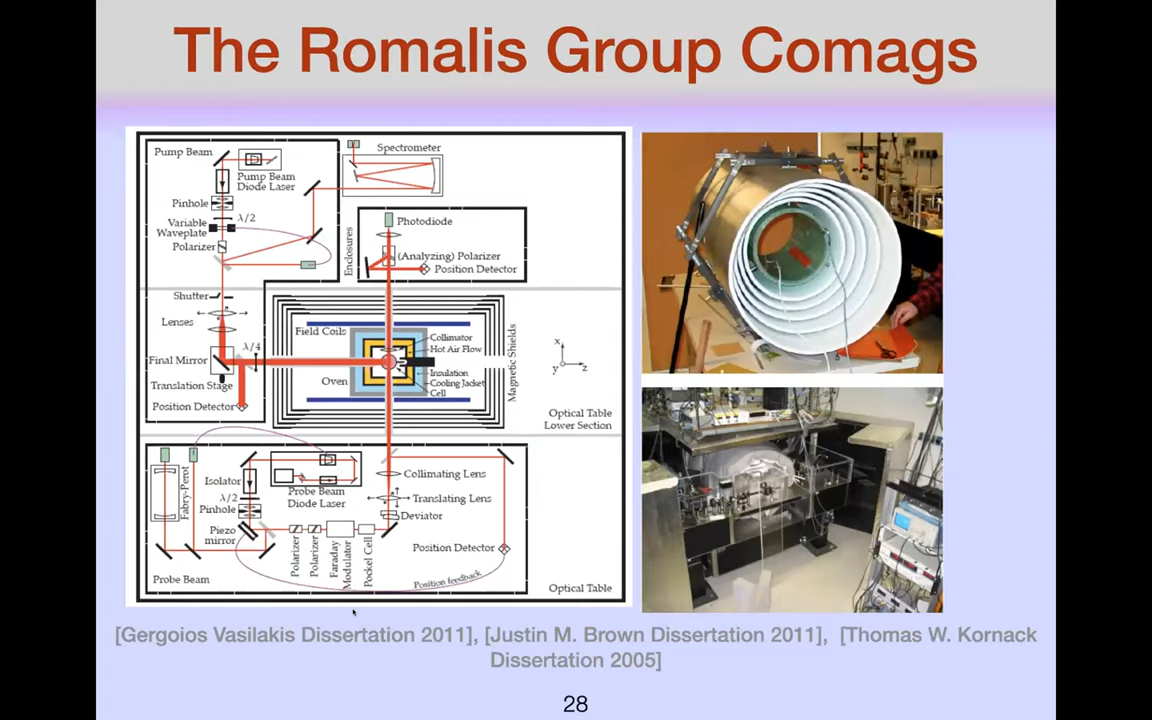 The Romalis Group Comags
Pump Beam
Pump Beam
Diode Laser
Pinhole
λ/2
Variable
Waveplate
Polarizer
Spectrometer
Enclosures
Photodiode
(Analyzing) Polarizer
Position Detector
Shutter
Lenses
λ/4
Final Mirror
Translation Stage
Position Detector
Field Coils
Oven
Collimator
Hot Air Flow
Insulation
Cooling Jacket
Cell
Magnetic Shields
x
y
z
Optical Table
Lower Section
Fabry-Perot
Isolator
λ/2
Pinhole
Piezo
mirror
Probe Beam
Diode Laser
Polarizer
Polarizer
Faraday
Modulator
Pockel Cell
Collimating Lens
Translating Lens
Deviator
Position Detector
Position feedback
Probe Beam
Optical Table
[Gergoios Vasilakis Dissertation 2011], [Justin M. Brown Dissertation 2011], [Thomas W. Kornack
Dissertation 2005]
28